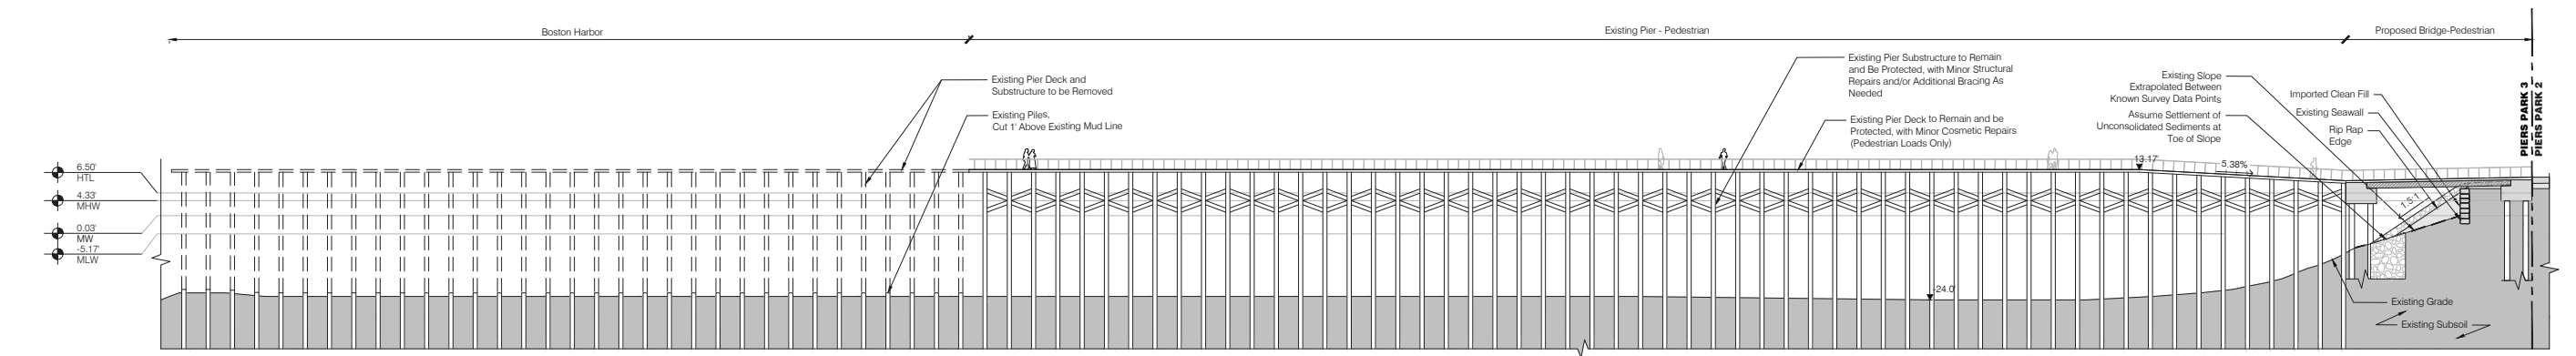 Boston Harbor
Existing Pier - Pedestrian
Proposed Bridge-Pedestrian
Existing Pier Deck and
Substructure to be Removed
Existing Piles,
Cut 1' Above Existing Mud Line
Existing Pier Substructure to Remain
and Be Protected, with Minor Structural
Repairs and/or Additional Bracing As
Needed
Existing Pier Deck to Remain and be
Protected, with Minor Cosmetic Repairs
(Pedestrian Loads Only)
Existing Slope
Extrapolated Between
Known Survey Data Points
Assume Settlement of
Unconsolidated Sediments at
Toe of Slope
Imported Clean Fill
Existing Seawall
Rip Rap
Edge
PIERS PARK 3
PIERS PARK 2
6.50'
HTL
4.33'
MHW
0.03'
MW
-5.17'
MLW
13.17'
5.38%
1.5:1
-24.0'
Existing Grade
Existing Subsoil